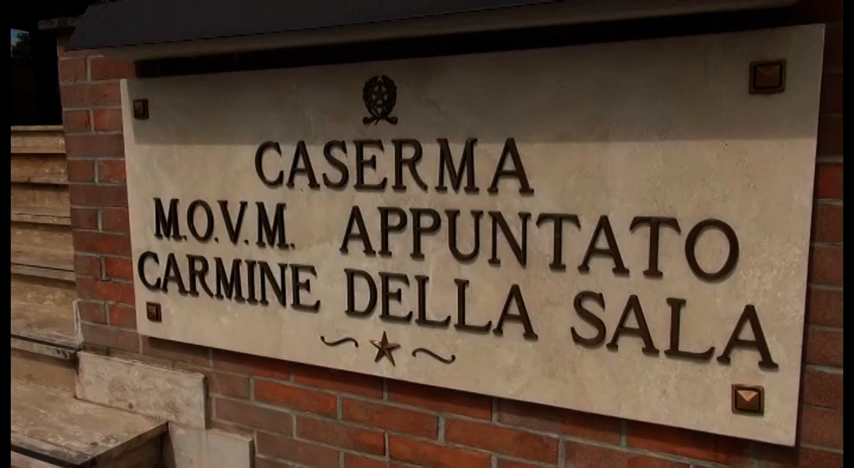 CASERMA
M.O.V.M. APPUNTATO
CARMINE DELLA SALA